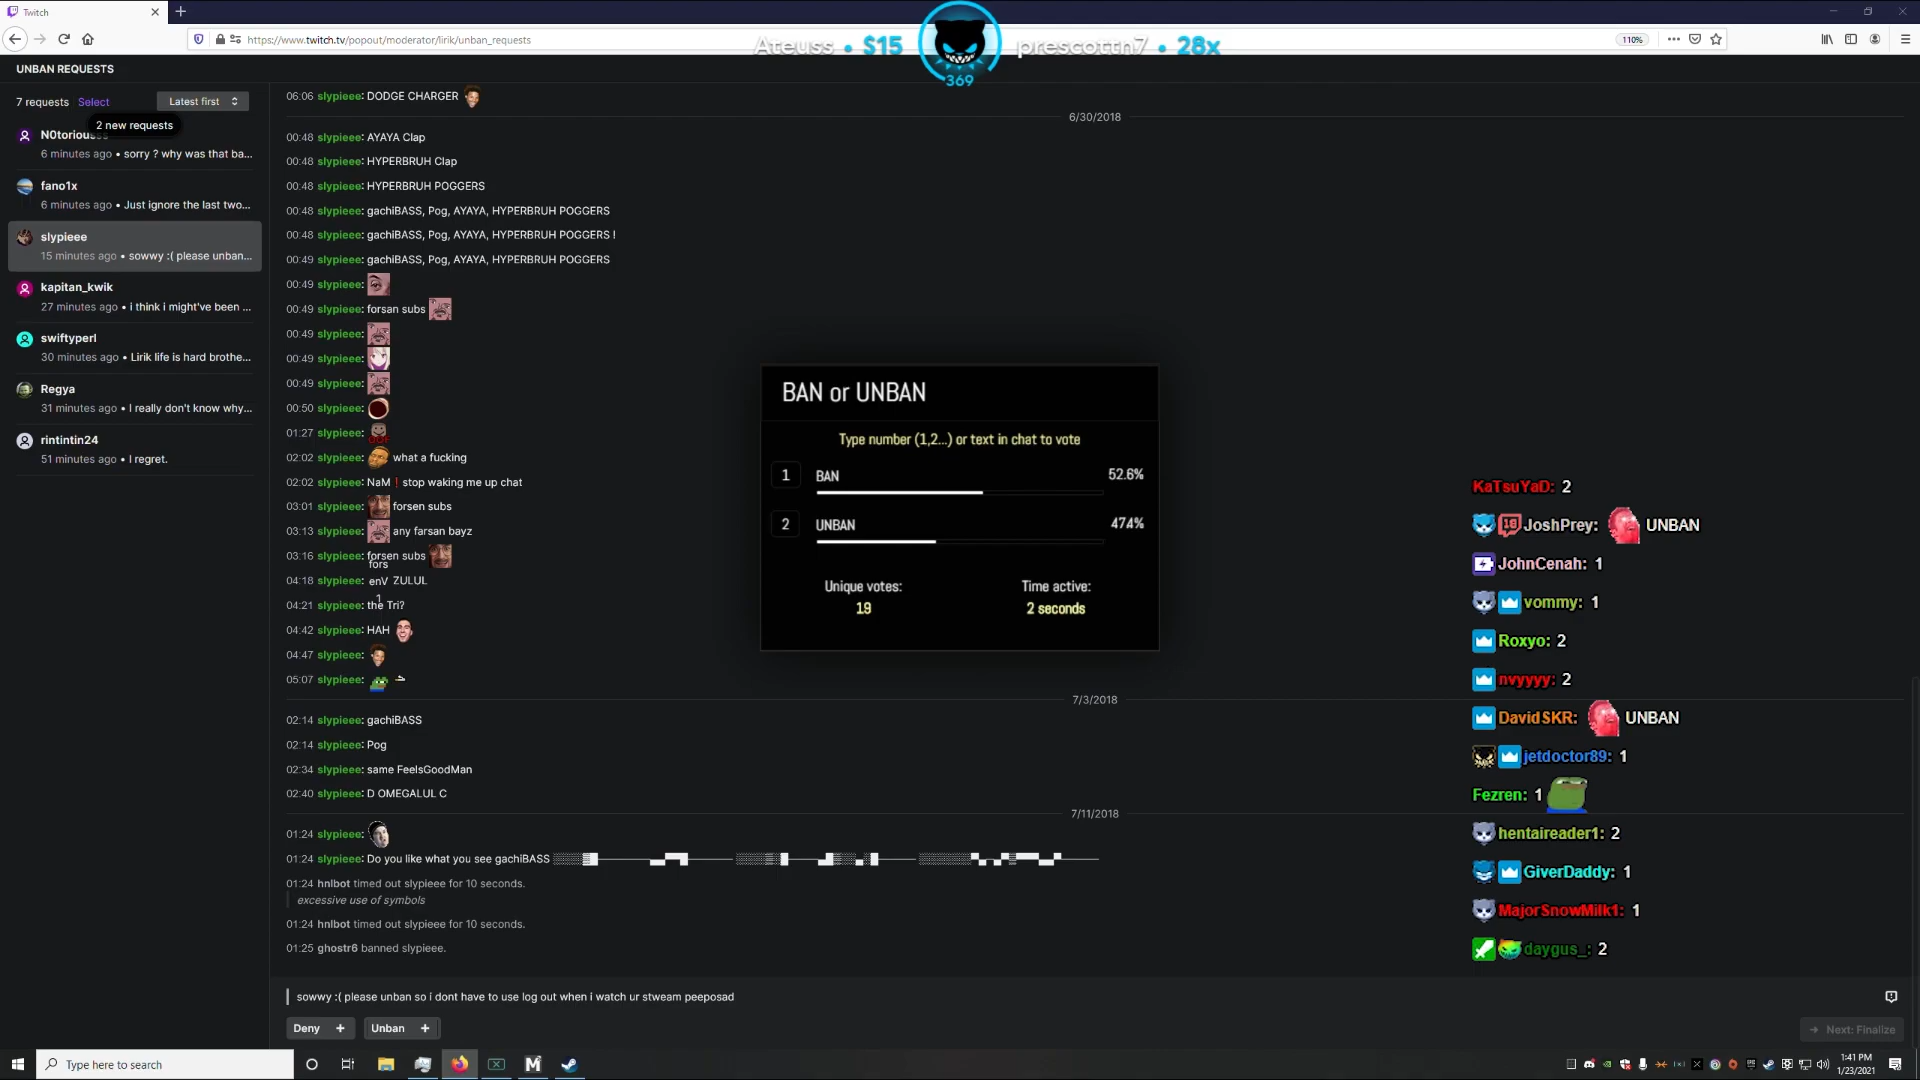 Twitch
https://www.twitch.tv/popout/moderator/lirik/unban_requests
110%
Ateuss • $15
369
prescottn7 • 28x
UNBAN REQUESTS
7 requests Select
Latest first
2 new requests
6 minutes ago • sorry ? why was that ba...
fano1x
6 minutes ago • Just ignore the last two...
slypieee
15 minutes ago • sowwy :( please unban...
kapitan_kwik
27 minutes ago • i think i might've been ...
swiftyperl
30 minutes ago • Lirik life is hard brothe...
Regya
31 minutes ago • I really don't know why...
rintintin24
51 minutes ago • I regret.
06:06 slypieee: DODGE CHARGER
6/30/2018
00:48 slypieee: AYAYA Clap
00:48 slypieee: HYPERBRUH Clap
00:48 slypieee: HYPERBRUH POGGERS
00:48 slypieee: gachiBASS, Pog, AYAYA, HYPERBRUH POGGERS
00:48 slypieee: gachiBASS, Pog, AYAYA, HYPERBRUH POGGERS !
00:49 slypieee: gachiBASS, Pog, AYAYA, HYPERBRUH POGGERS
00:49 slypieee:
00:49 slypieee: forsan subs
00:49 slypieee:
00:49 slypieee:
00:49 slypieee:
00:50 slypieee:
01:27 slypieee:
02:02 slypieee: what a fucking
02:02 slypieee: NaM ! stop waking me up chat
03:01 slypieee: forsen subs
03:13 slypieee: any farsan bayz
03:16 slypieee: forsen subs
fors
04:18 slypieee: enV ZULUL
1
04:21 slypieee: the Tri?
04:42 slypieee: HAH
04:47 slypieee:
05:07 slypieee:
7/3/2018
02:14 slypieee: gachiBASS
02:14 slypieee: Pog
02:34 slypieee: same FeelsGoodMan
02:40 slypieee: D OMEGALUL C
7/11/2018
01:24 slypieee:
01:24 slypieee: Do you like what you see gachiBASS
01:24 hnlbot timed out slypieee for 10 seconds.
excessive use of symbols
01:24 hnlbot timed out slypieee for 10 seconds.
01:25 ghostr6 banned slypieee.
sowwy :( please unban so i dont have to use log out when i watch ur stweam peeposad
Deny +
Unban +
Next: Finalize
BAN or UNBAN
Type number (1,2...) or text in chat to vote
1 BAN 52.6%
2 UNBAN 47.4%
Unique votes: Time active:
19 2 seconds
KaTsuYaD: 2
JoshPrey: UNBAN
JohnCenah: 1
vommy: 1
Roxyo: 2
nvyyyy: 2
DavidSKR: UNBAN
jetdoctor89: 1
Fezren: 1
hentaireader1: 2
GiverDaddy: 1
MajorSnowMilk1: 1
daygus_: 2
Type here to search
1:41 PM
1/23/2021